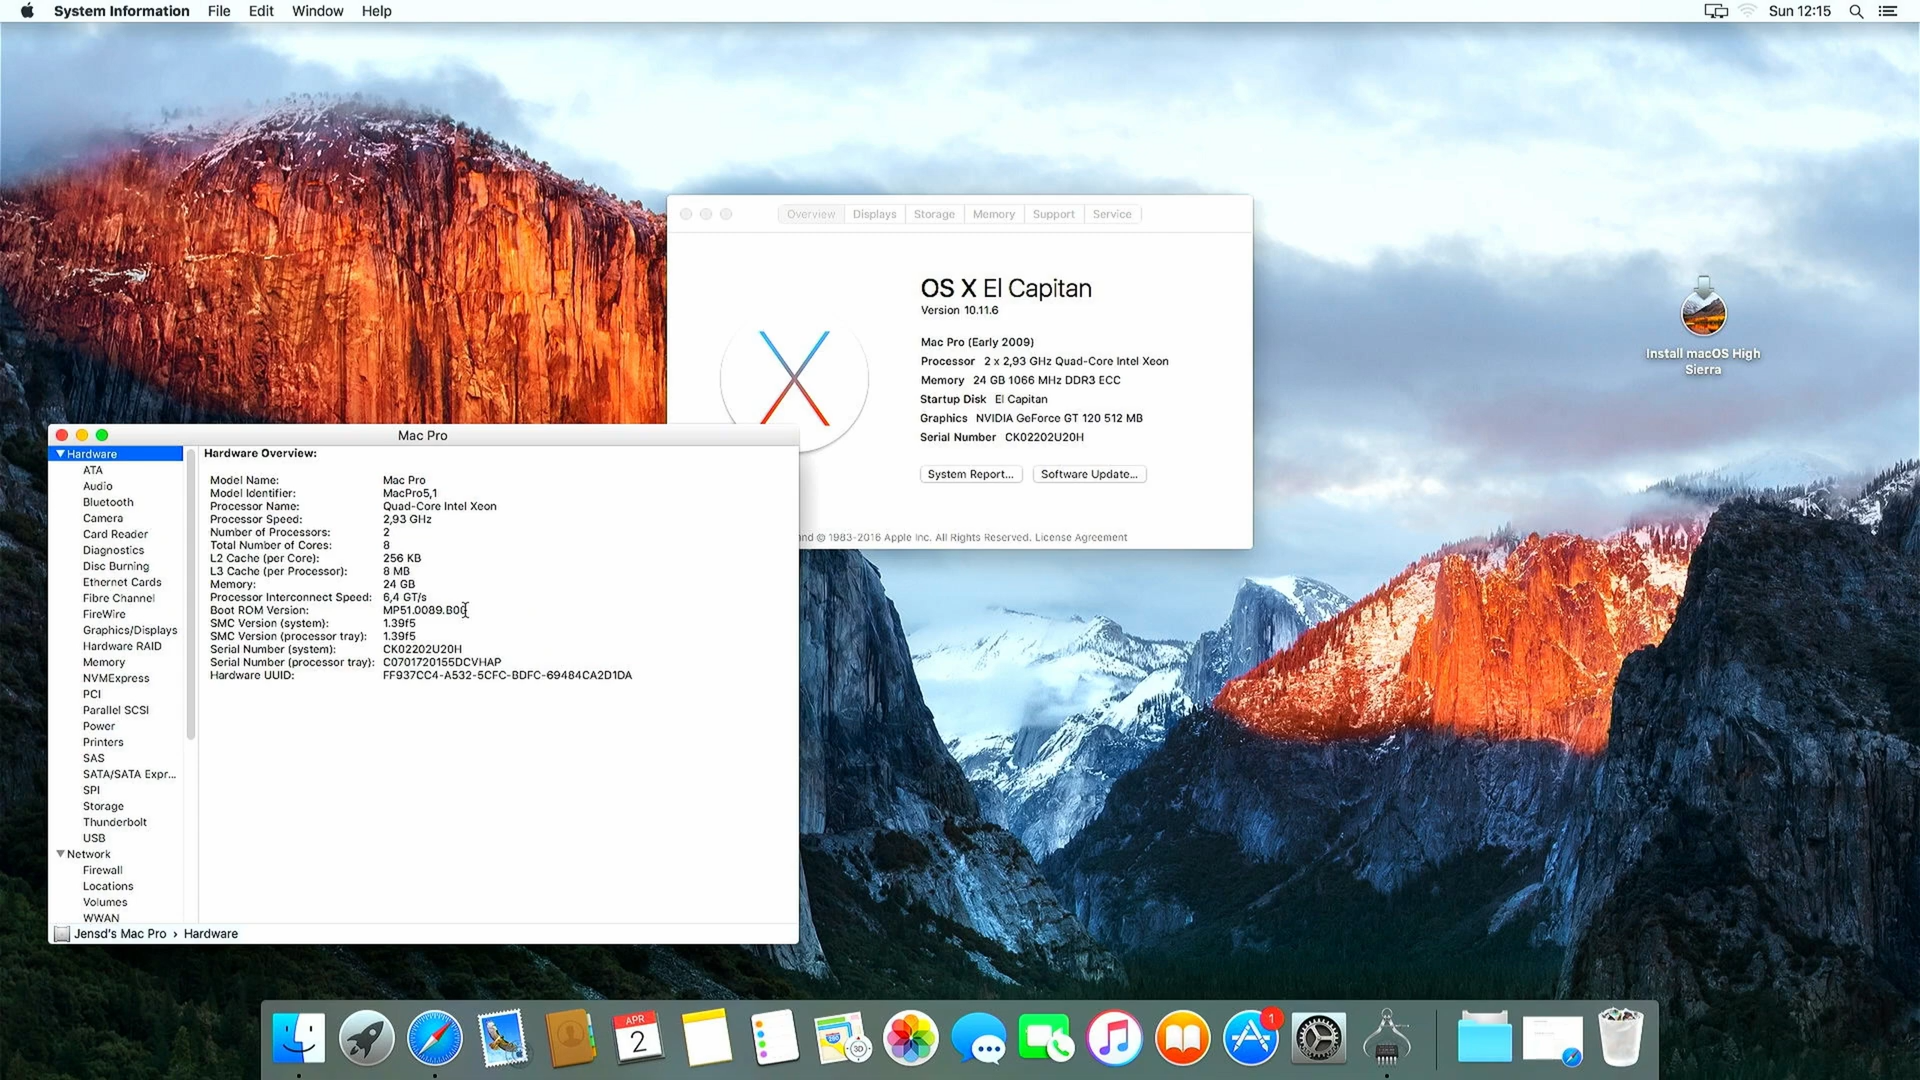 System Information File Edit Window Help
Sun 12:15
Overview Displays Storage Memory Support Service
OS X El Capitan
Version 10.11.6
Mac Pro (Early 2009)
Processor 2 x 2,93 GHz Quad-Core Intel Xeon
Memory 24 GB 1066 MHz DDR3 ECC
Startup Disk El Capitan
Graphics NVIDIA GeForce GT 120 512 MB
Serial Number CK02202U20H
System Report... Software Update...
© 1983-2016 Apple Inc. All Rights Reserved. License Agreement
Install macOS High
Sierra
Mac Pro
Hardware
ATA
Audio
Bluetooth
Camera
Card Reader
Diagnostics
Disc Burning
Ethernet Cards
Fibre Channel
FireWire
Graphics/Displays
Hardware RAID
Memory
NVMExpress
PCI
Parallel SCSI
Power
Printers
SAS
SATA/SATA Expr...
SPI
Storage
Thunderbolt
USB
Network
Firewall
Locations
Volumes
WWAN
Hardware Overview:
Model Name: Mac Pro
Model Identifier: MacPro5,1
Processor Name: Quad-Core Intel Xeon
Processor Speed: 2,93 GHz
Number of Processors: 2
Total Number of Cores: 8
L2 Cache (per Core): 256 KB
L3 Cache (per Processor): 8 MB
Memory: 24 GB
Processor Interconnect Speed: 6,4 GT/s
Boot ROM Version: MP51.0089.B00
SMC Version (system): 1.39f5
SMC Version (processor tray): 1.39f5
Serial Number (system): CK02202U20H
Serial Number (processor tray): C0701720155DCVHAP
Hardware UUID: FF937CC4-A532-5CFC-BDFC-69484CA2D1DA
Jensd's Mac Pro › Hardware
APR
2
280
3D
1